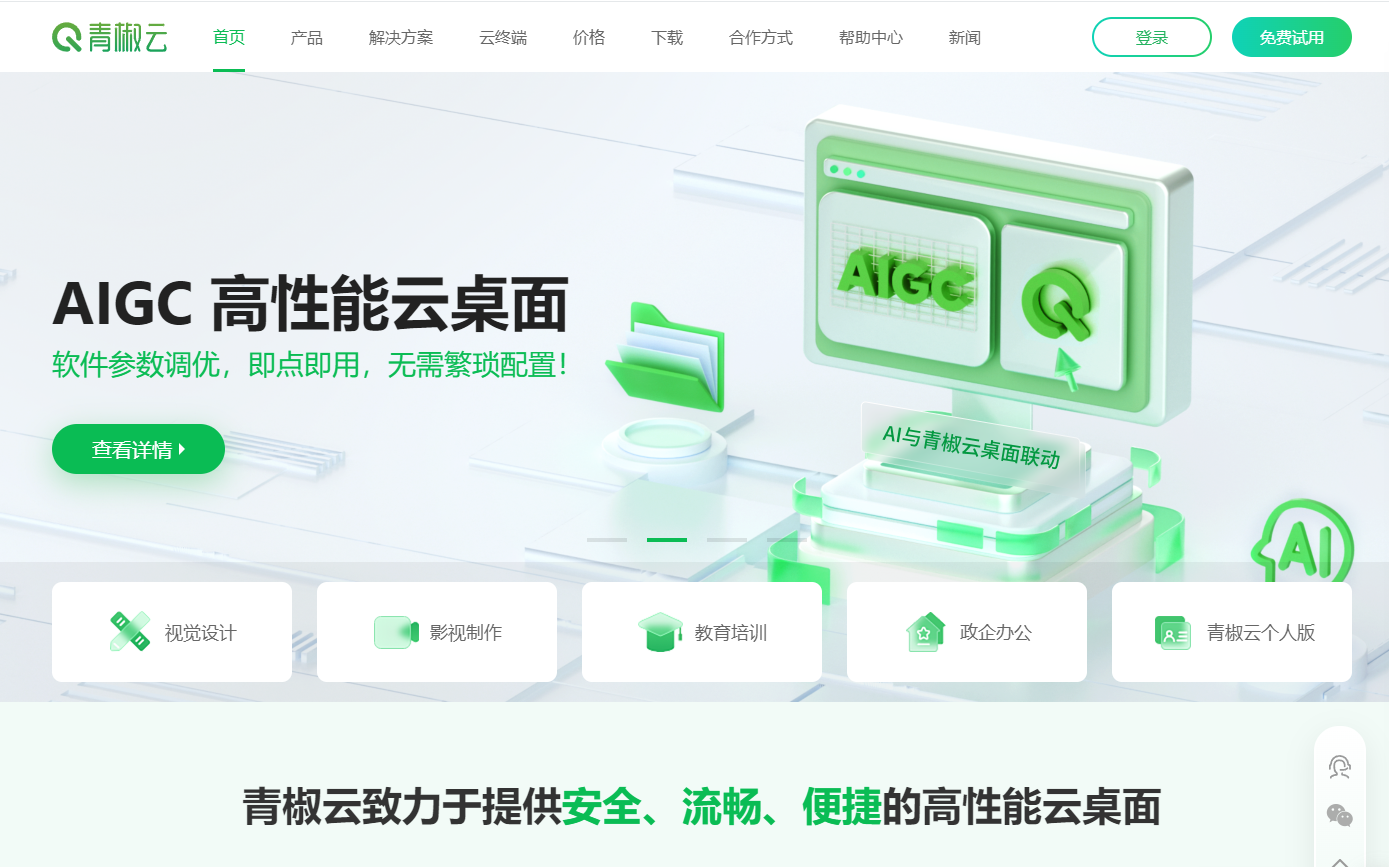 青椒云 首页 产品 解决方案 云终端 价格 下载 合作方式 帮助中心 新闻 登录 免费试用
AIGC 高性能云桌面
软件参数调优，即点即用，无需繁琐配置！
查看详情
AIGC
AI与青椒云桌面联动
AI
视觉设计 影视制作 教育培训 政企办公 青椒云个人版
青椒云致力于提供安全、流畅、便捷的高性能云桌面